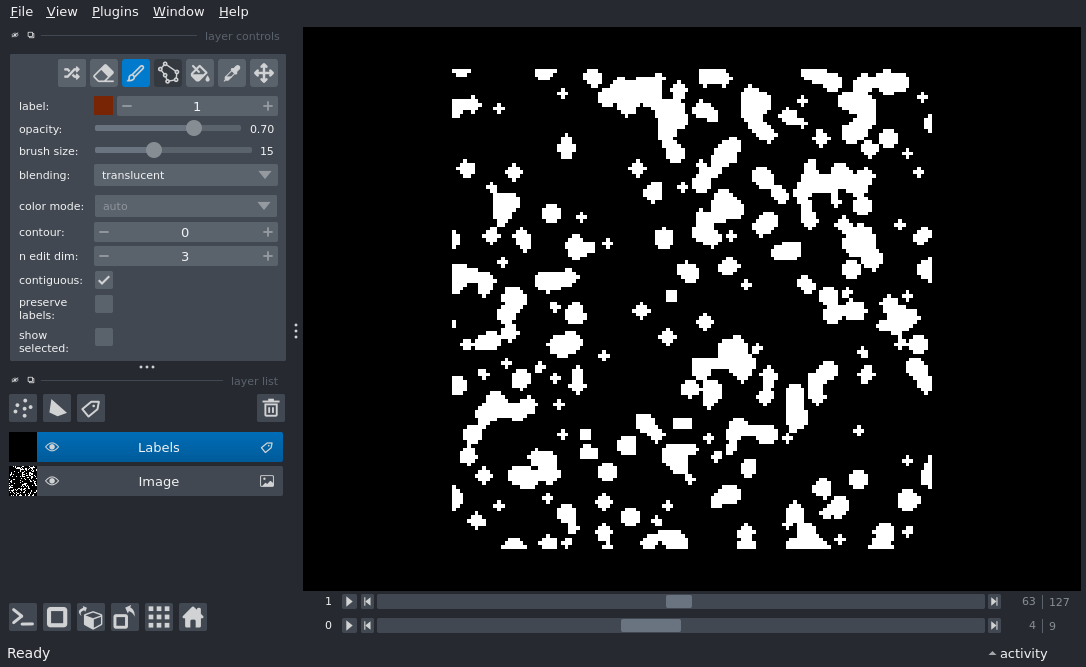 File View Plugins Window Help
layer controls
label: 1
opacity: 0.70
brush size: 15
blending: translucent
color mode: auto
contour: 0
n edit dim: 3
contiguous:
preserve
labels:
show
selected:
layer list
Labels
Image
1 63 127
0 4 9
Ready activity